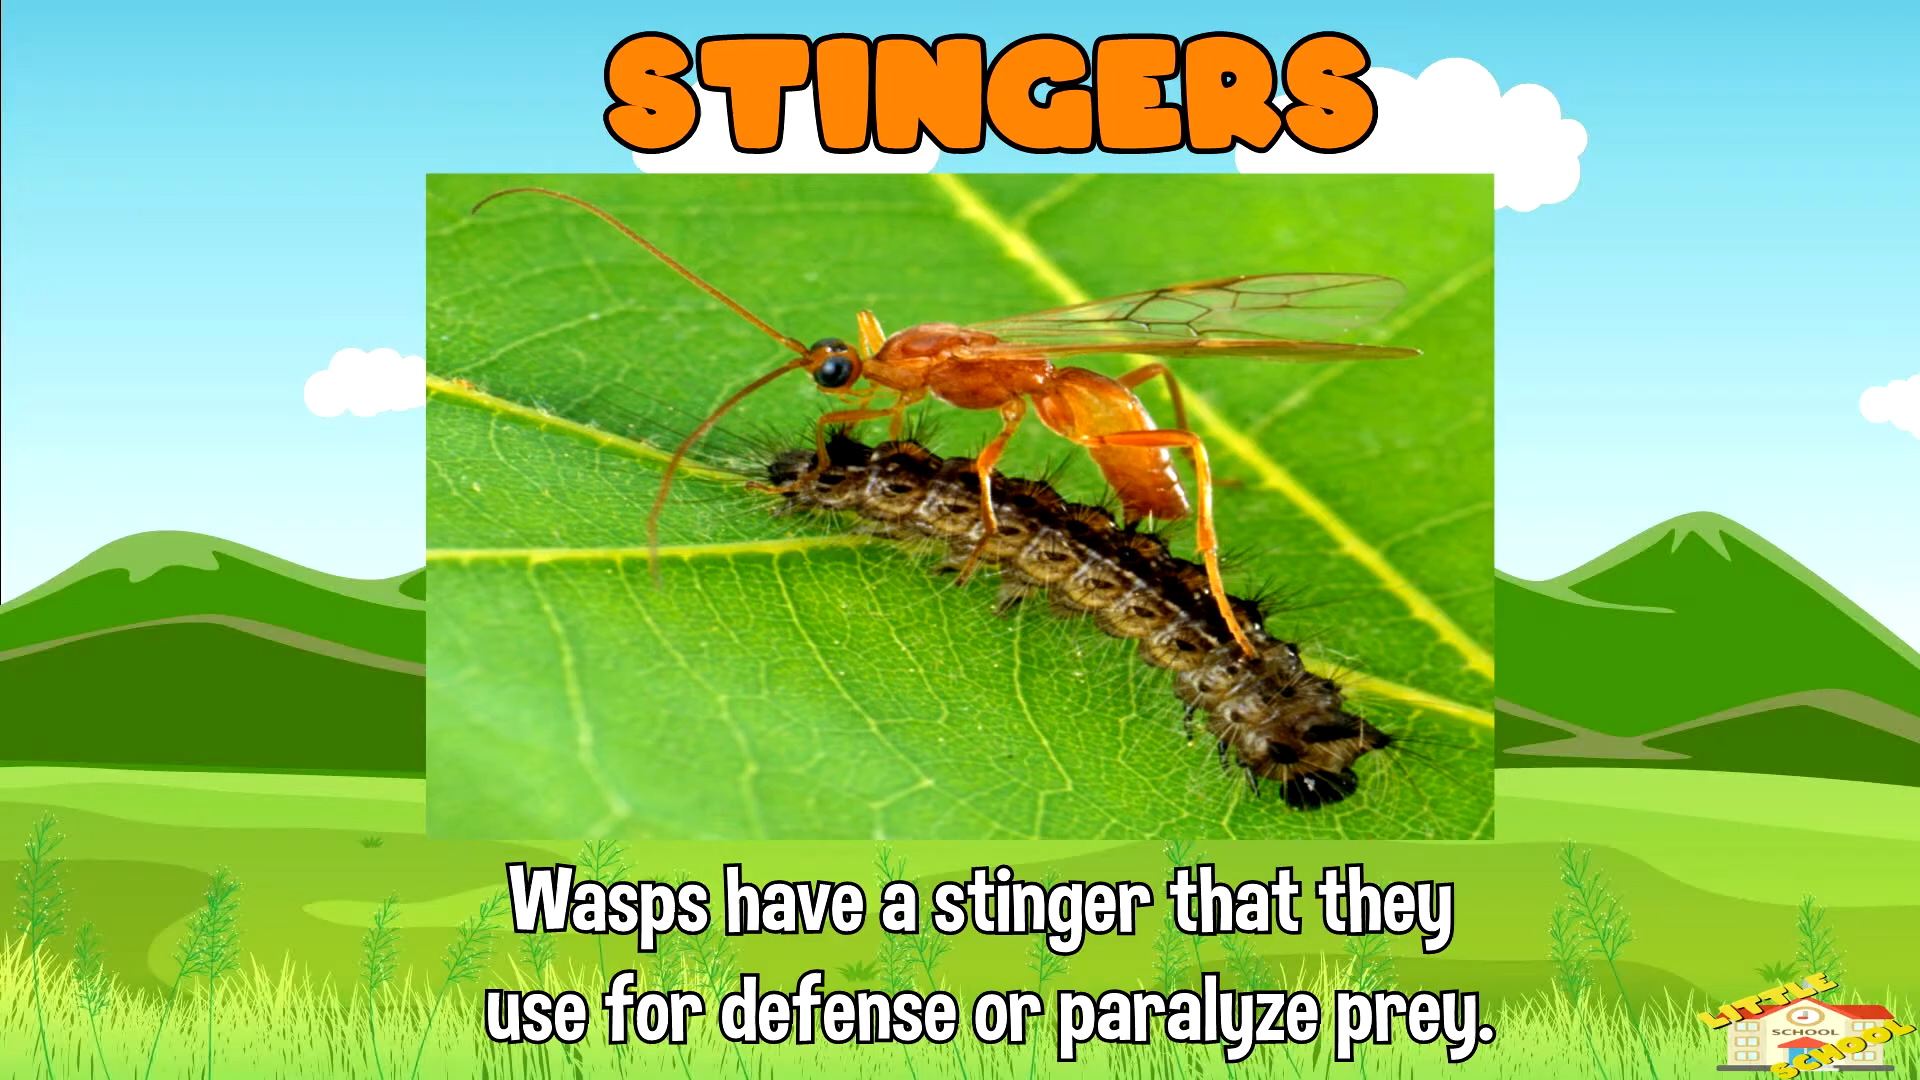 STINGERS
Wasps have a stinger that they
use for defense or paralyze prey.
LITTLE
SCHOOL
SCHOOL